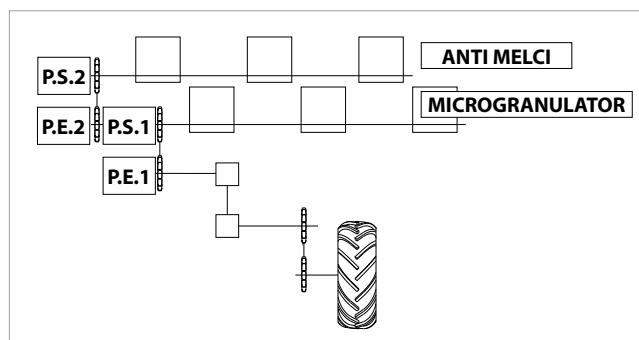 ANTI MELCI
P.S.2
MICROGRANULATOR
P.E.2
P.S.1
P.E.1